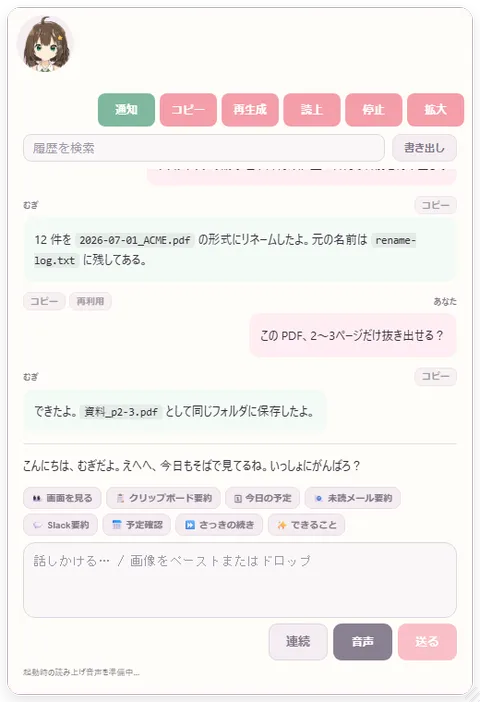 通知 コピー 再生成 読上 停止 拡大
履歴を検索 書き出し
むぎ コピー
12 件を 2026-07-01_ACME.pdf の形式にリネームしたよ。元の名前は rename-
log.txt に残してある。
コピー 再利用 あなた
この PDF、2〜3ページだけ抜き出せる？
むぎ コピー
できたよ。 資料_p2-3.pdf として同じフォルダに保存したよ。
こんにちは、むぎだよ。えへへ、今日もそばで見てるね。いっしょにがんばろ？
画面を見る クリップボード要約 今日の予定 未読メール要約
Slack要約 予定確認 さっきの続き できること
話しかける… / 画像をペーストまたはドロップ
連続 音声 送る
起動時の読み上げ音声を準備中…